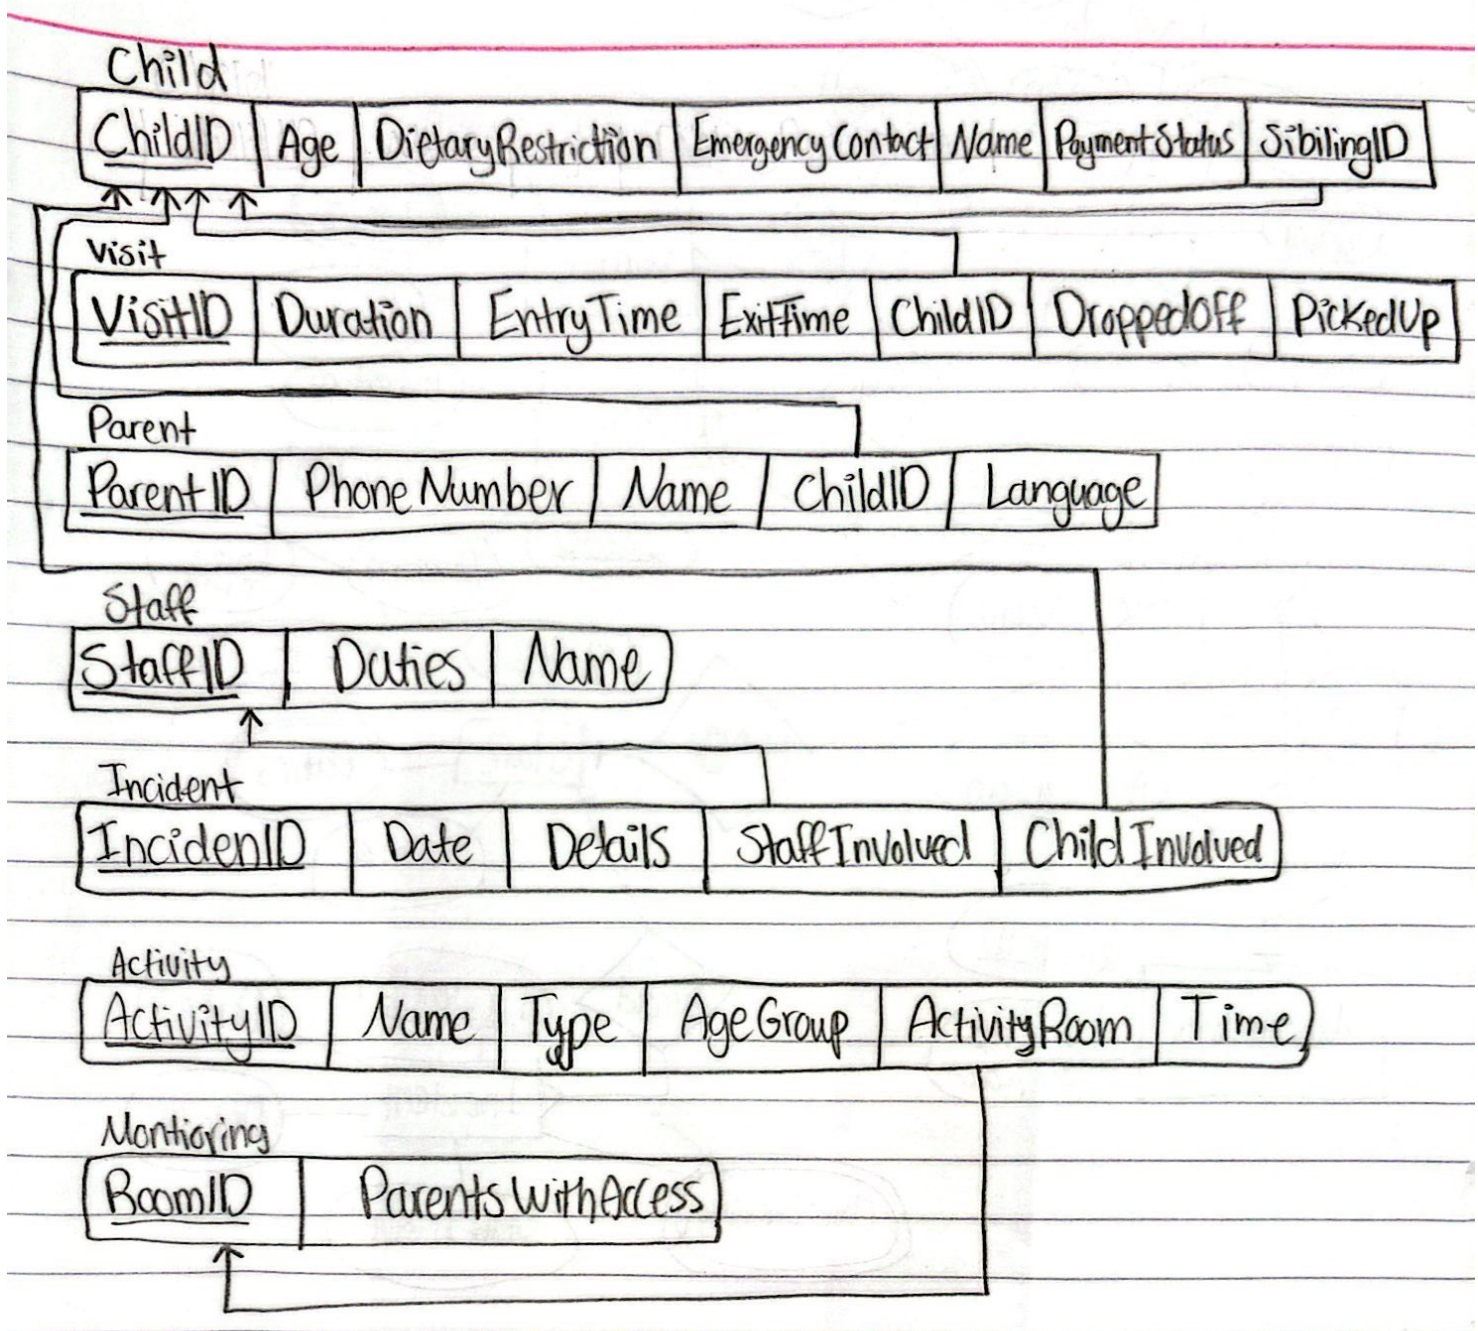 Child
ChildID Age DietaryRestriction EmergencyContact Name PaymentStatus SibilingID
Visit
VisitID Duration EntryTime ExitTime ChildID DroppedOff PickedUp
Parent
ParentID PhoneNumber Name ChildID Language
Staff
StaffID Duties Name
Incident
IncidenID Date Details StaffInvolved ChildInvolved
Activity
ActivityID Name Type AgeGroup ActivityRoom Time
Montioring
RoomID ParentsWithAccess